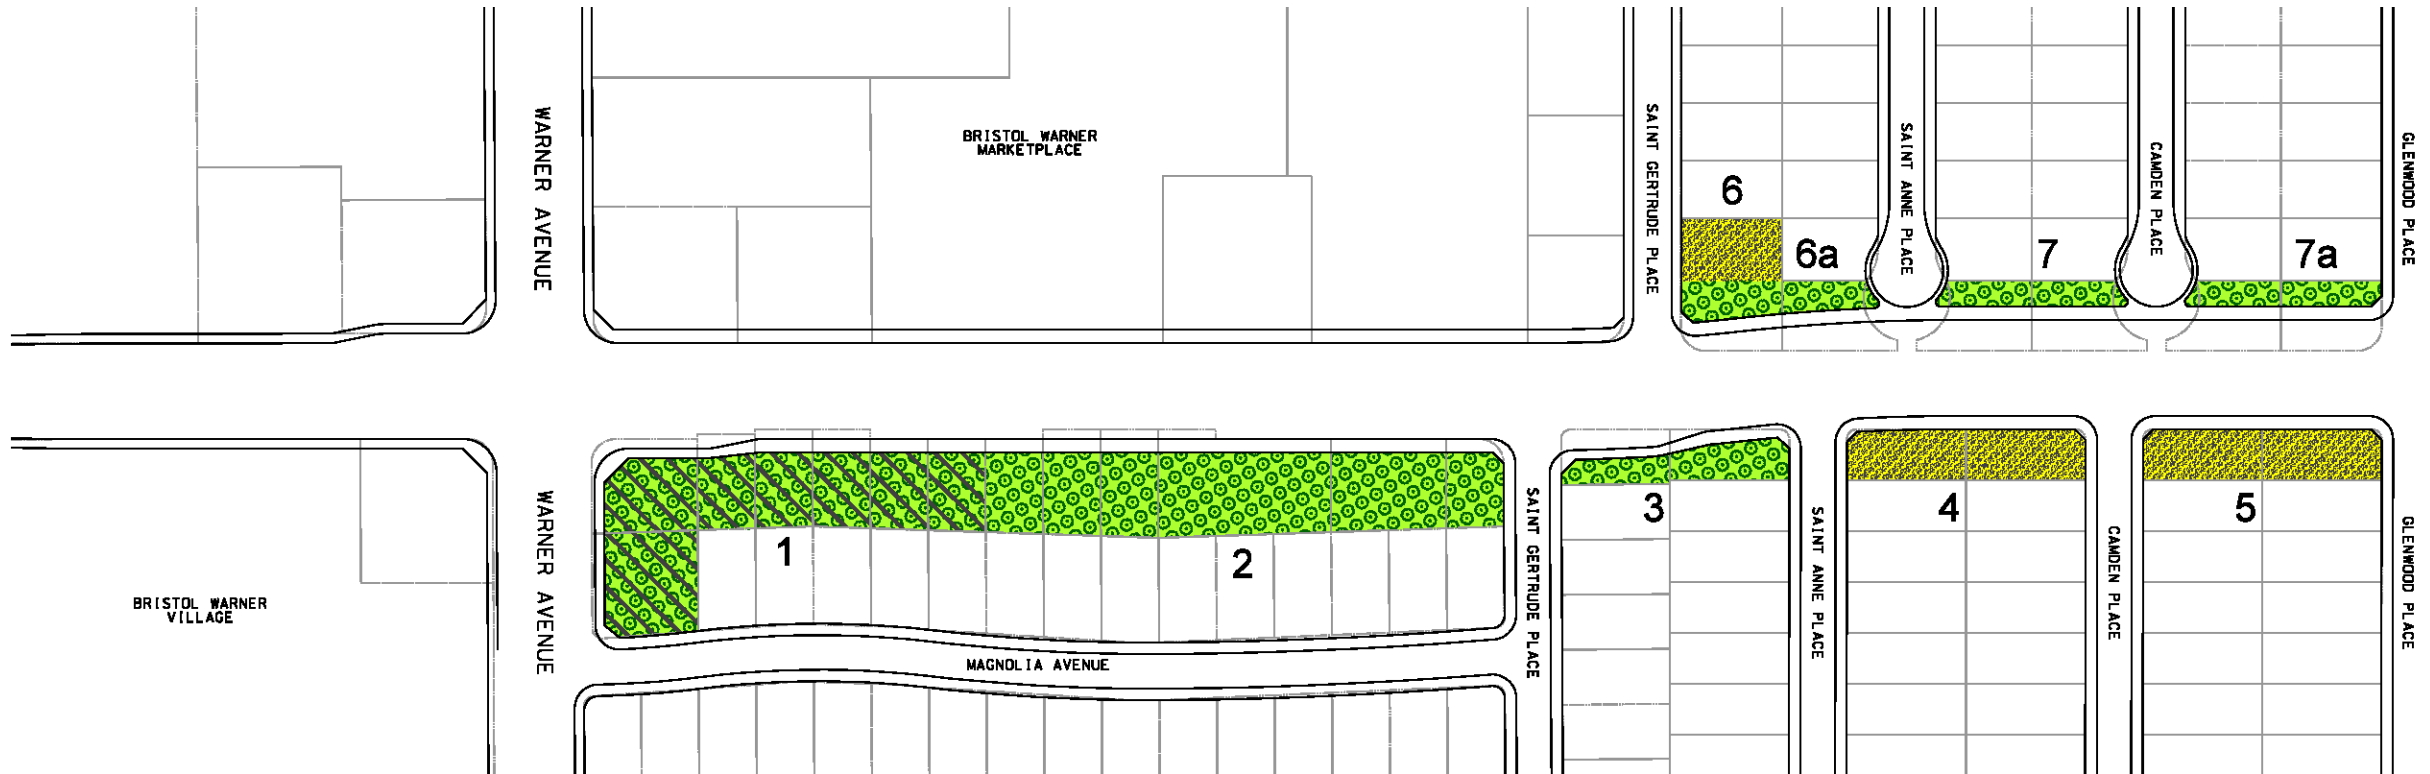 WARNER AVENUE
BRISTOL WARNER
MARKETPLACE
SAINT GERTRUDE PLACE
6
6a
SAINT ANNE PLACE
7
CAMDEN PLACE
7a
GLENWOOD PLACE
BRISTOL WARNER
VILLAGE
WARNER AVENUE
1
2
MAGNOLIA AVENUE
SAINT GERTRUDE PLACE
3
SAINT ANNE PLACE
4
CAMDEN PLACE
5
GLENWOOD PLACE